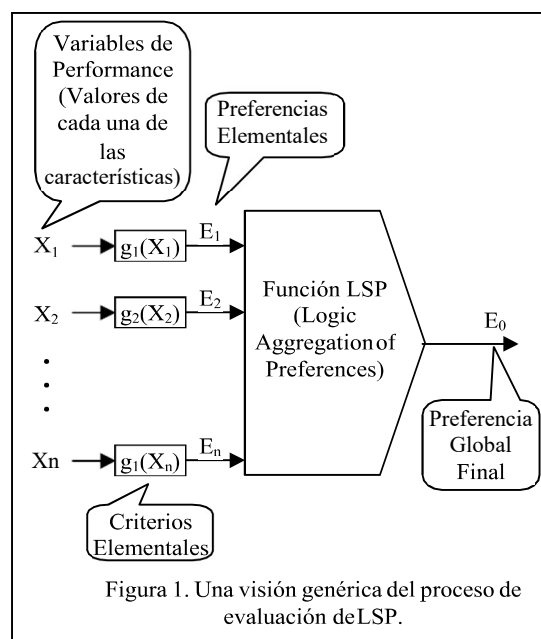 Variables de
Performance
(Valores de
cada una de
las
características)
Preferencias
Elementales
X1
g1(X1)
E1
X2
g2(X2)
E2
Función LSP
(Logic
Aggregation of
Preferences)
E0
Xn
g1(Xn)
En
Preferencia
Global
Final
Criterios
Elementales
Figura 1. Una visión genérica del proceso de
evaluación de LSP.